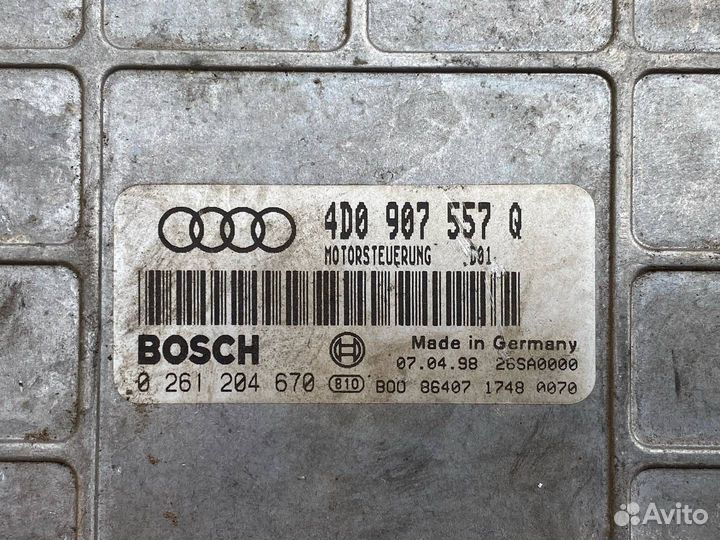 4D0 907 557 Q
MOTORSTEUERUNG D01
BOSCH
Made in Germany
07.04.98 26SA0000
0 261 204 670 B10 BOU 86407 1748 0070
Avito